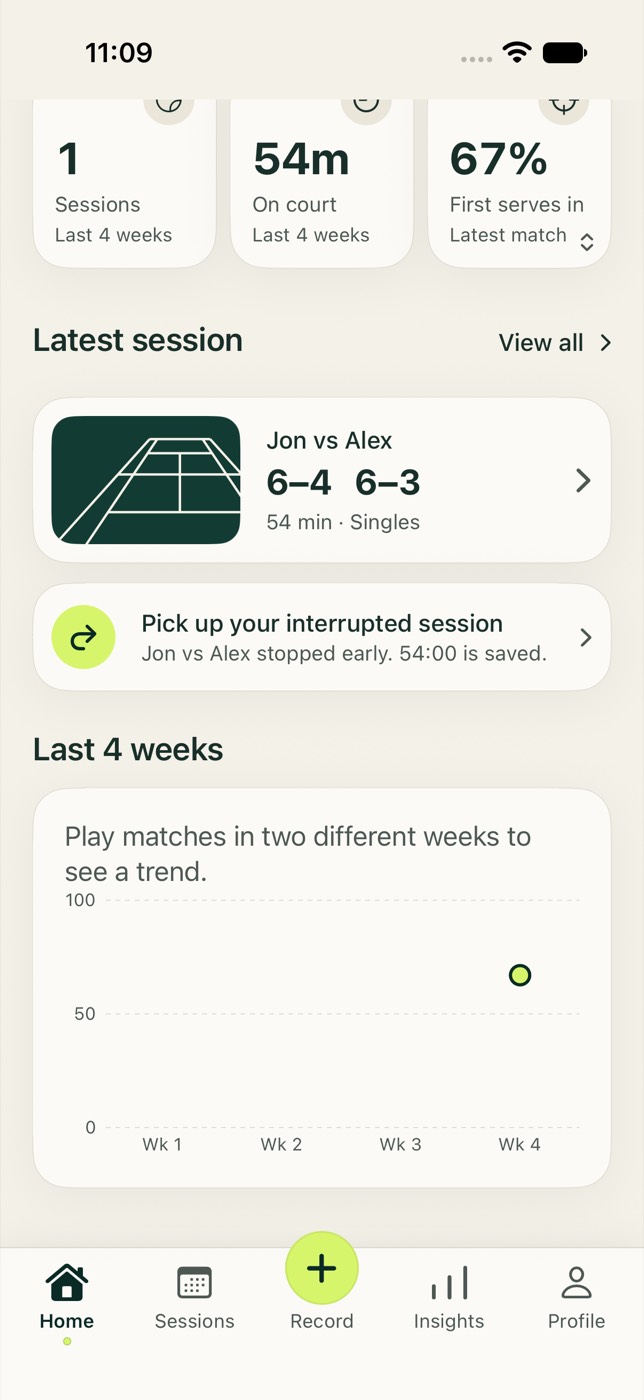 11:09
1
54m
67%
Sessions
On court
First serves in
Last 4 weeks
Last 4 weeks
Latest match
Latest session
View all
Jon vs Alex
6–4 6–3
54 min · Singles
Pick up your interrupted session
Jon vs Alex stopped early. 54:00 is saved.
Last 4 weeks
Play matches in two different weeks to
see a trend.
100
50
0
Wk 1
Wk 2
Wk 3
Wk 4
Home
Sessions
Record
Insights
Profile